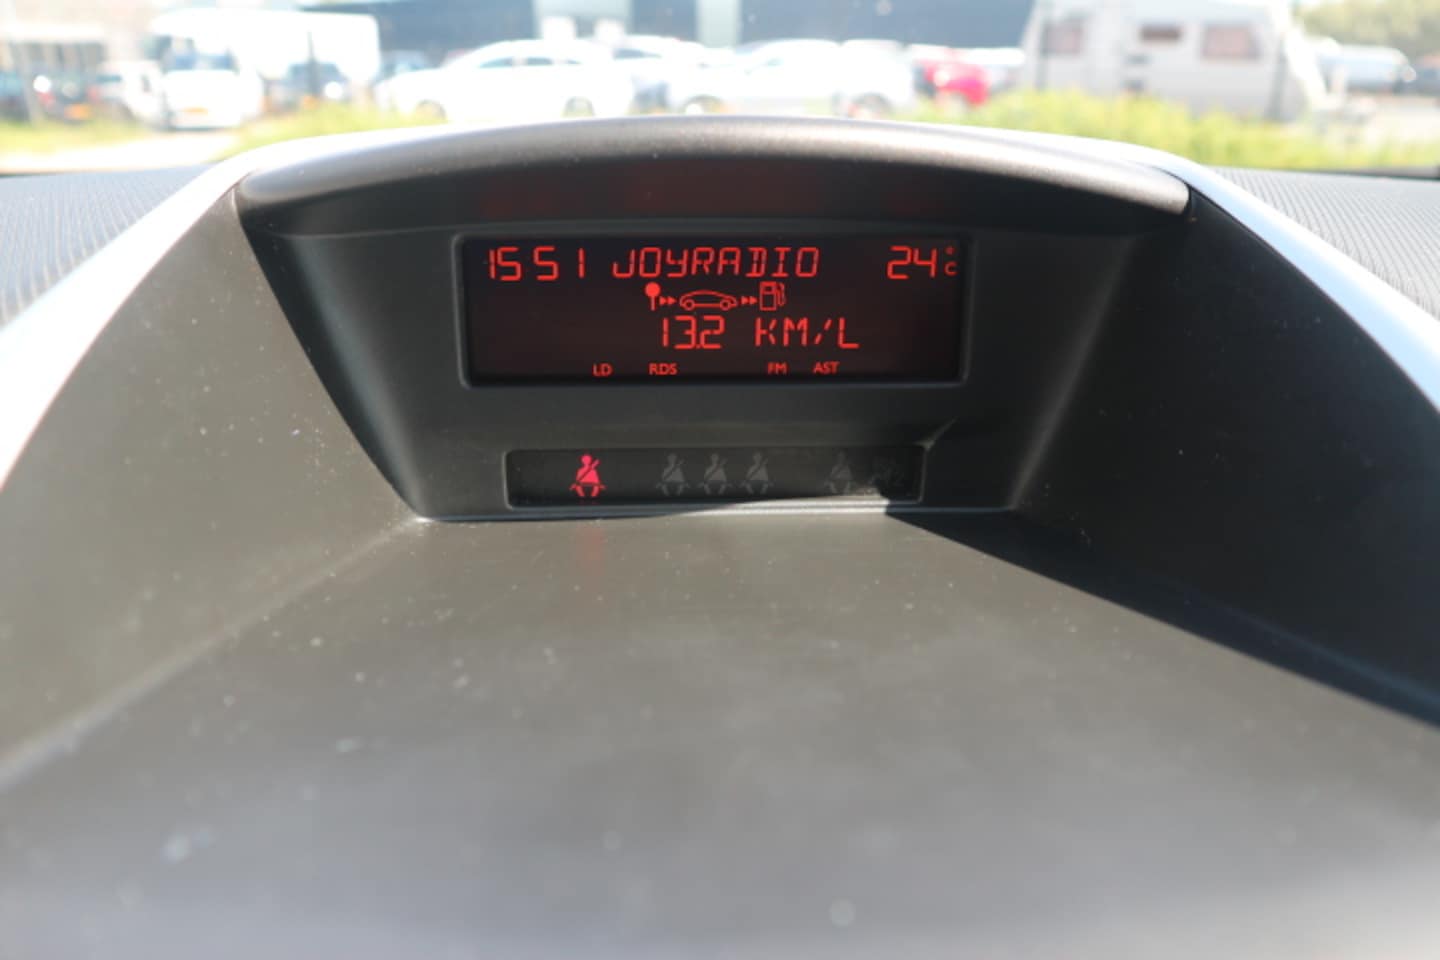 15 51 JOYRADIO 24°C
13.2 KM/L
LD RDS FM AST